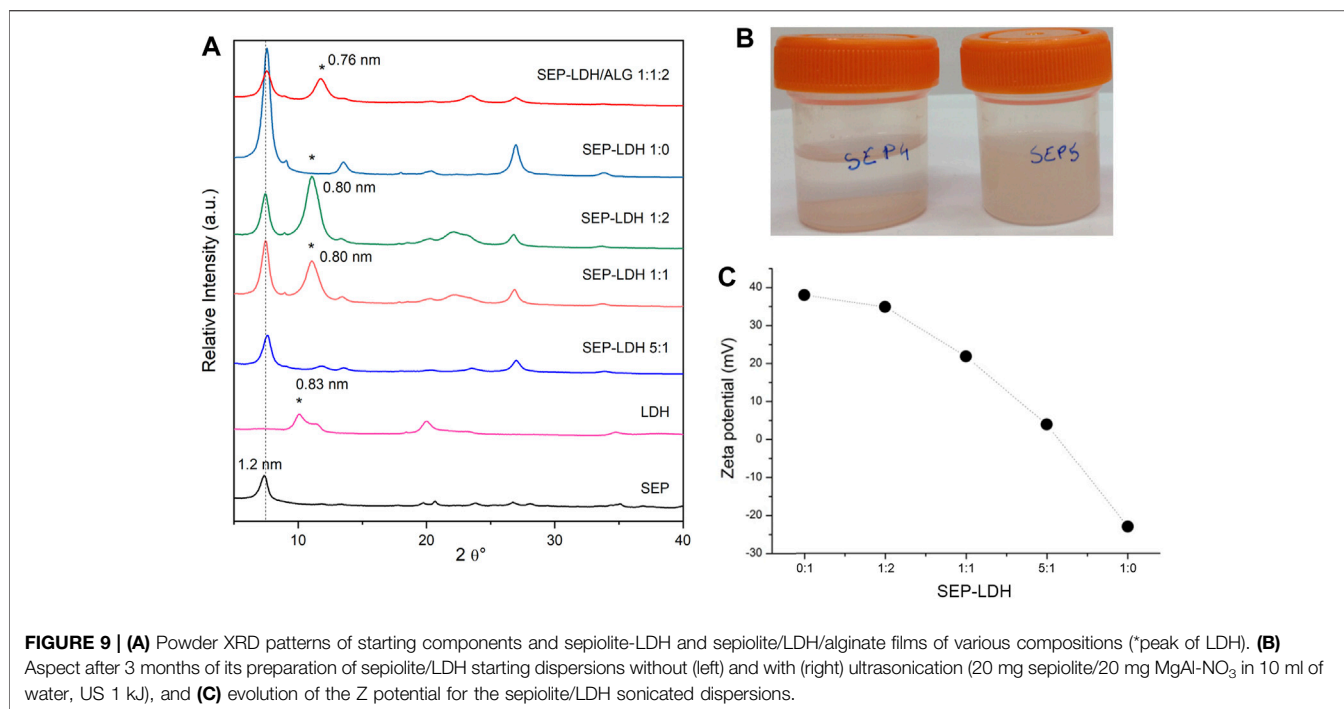 A
Relative Intensity (a.u.)
* 0.76 nm
SEP-LDH/ALG 1:1:2
SEP-LDH 1:0
*
0.80 nm
SEP-LDH 1:2
*
0.80 nm
SEP-LDH 1:1
SEP-LDH 5:1
0.83 nm
*
LDH
1.2 nm
SEP
10 20 30 40
2 θ°
B
SEP4
SEP5
C
Zeta potential (mV)
40
30
20
10
0
-10
-20
-30
0:1 1:2 1:1 5:1 1:0
SEP-LDH
FIGURE 9 | (A) Powder XRD patterns of starting components and sepiolite-LDH and sepiolite/LDH/alginate films of various compositions (*peak of LDH). (B)
Aspect after 3 months of its preparation of sepiolite/LDH starting dispersions without (left) and with (right) ultrasonication (20 mg sepiolite/20 mg MgAl-NO₃ in 10 ml of
water, US 1 kJ), and (C) evolution of the Z potential for the sepiolite/LDH sonicated dispersions.